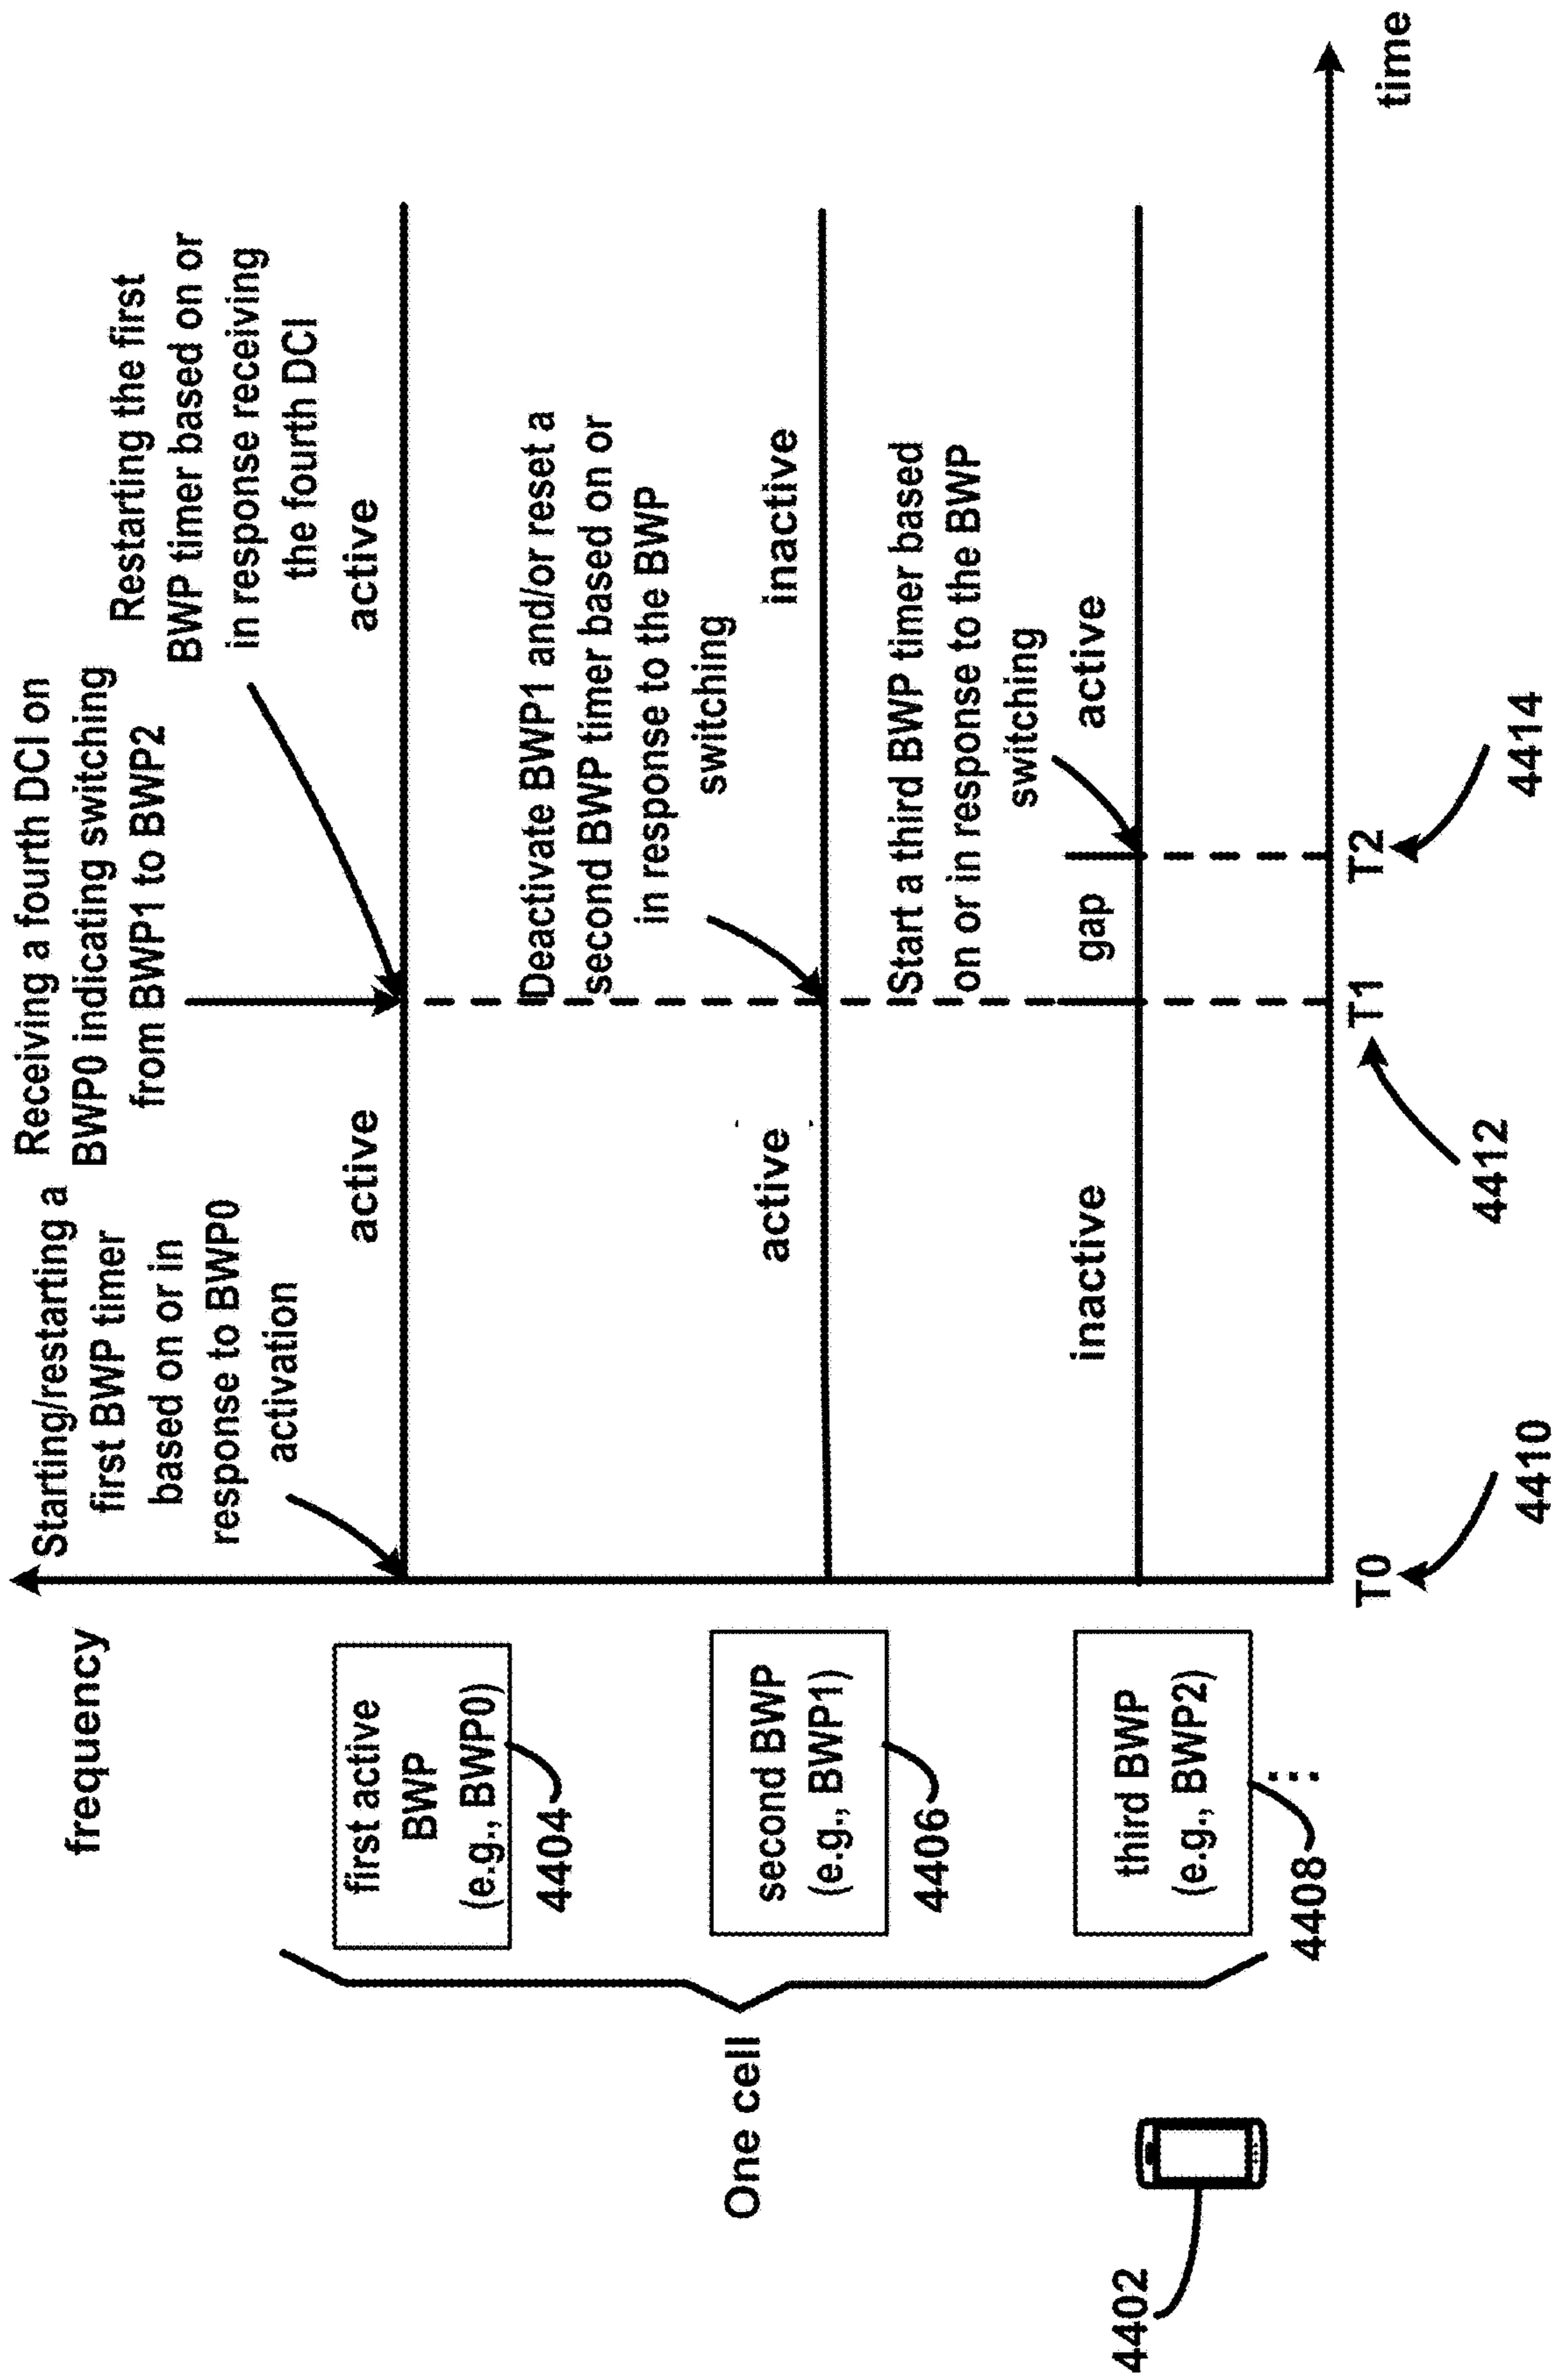 frequency
Starting/restarting a
first BWP timer
based on or in
response to BWP0
activation
Receiving a fourth DCI on
BWP0 indicating switching
from BWP1 to BWP2
Restarting the first
BWP timer based on or
in response receiving
the fourth DCI
active
active
first active
BWP
(e.g., BWP0)
4404
Deactivate BWP1 and/or reset a
second BWP timer based on or
in response to the BWP
switching
active
inactive
One cell
second BWP
(e.g., BWP1)
4406
Start a third BWP timer based
on or in response to the BWP
switching
inactive
gap
active
third BWP
(e.g., BWP2)
4408
⋮
4402
T0
T1
T2
time
4410
4412
4414